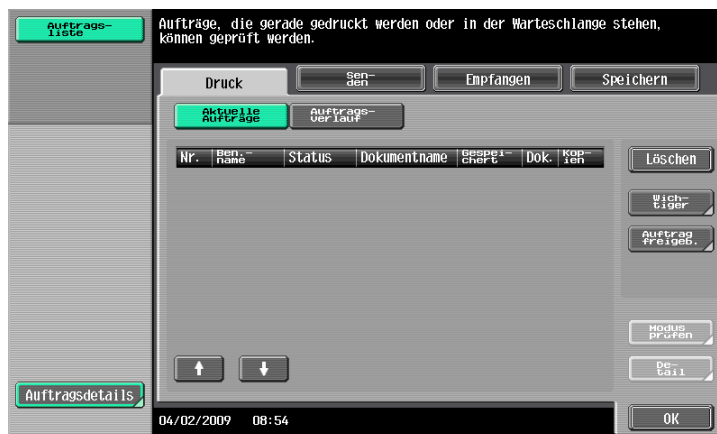 Auftrags-
liste
Aufträge, die gerade gedruckt werden oder in der Warteschlange stehen,
können geprüft werden.
Druck
Sen-
den
Empfangen
Speichern
Aktuelle
Aufträge
Auftrags-
verlauf
Nr. Ben.-
name Status Dokumentname Gespei-
chert Dok. Kop-
ien
Löschen
Wich-
tiger
Auftrag
freigeb.
Modus
prüfen
De-
tail
Auftragsdetails
04/02/2009 08:54
OK